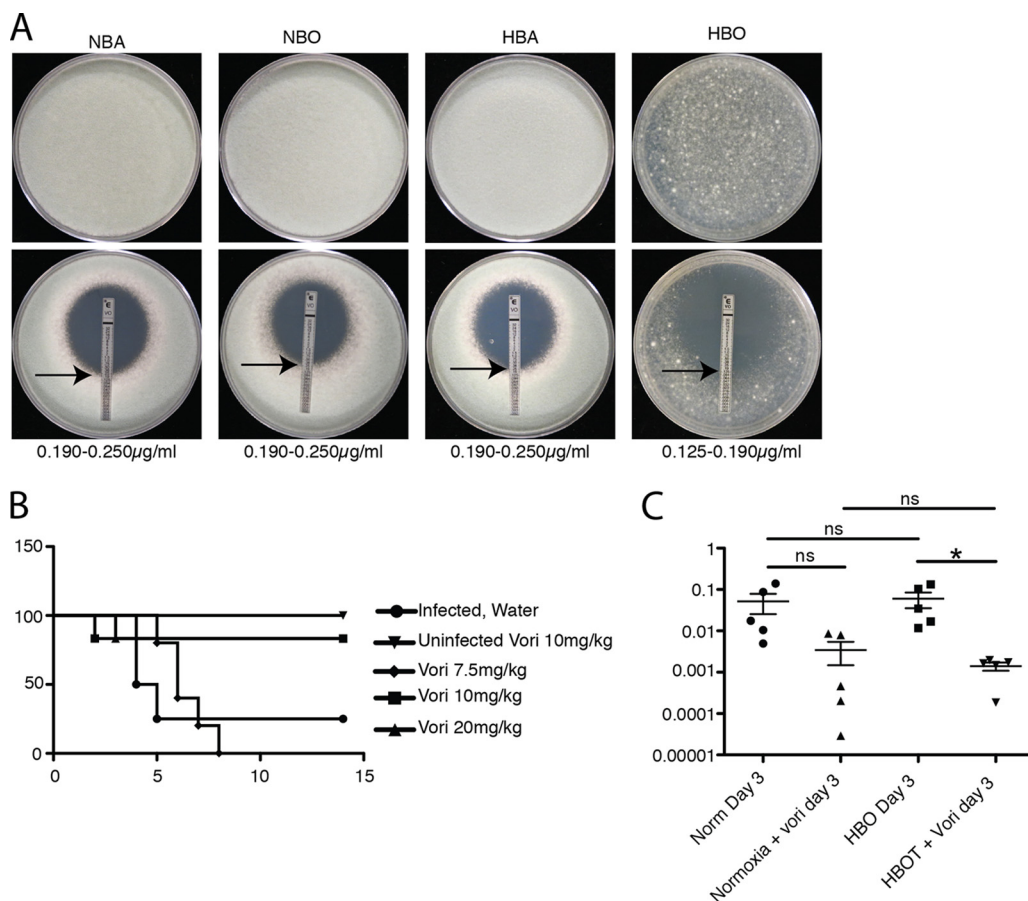 A
NBA NBO HBA HBO
0.190-0.250µg/ml 0.190-0.250µg/ml 0.190-0.250µg/ml 0.125-0.190µg/ml
B
150
100
50
0
0 5 10 15
Infected, Water
Uninfected Vori 10mg/kg
Vori 7.5mg/kg
Vori 10mg/kg
Vori 20mg/kg
C
ns
ns
ns *
1
0.1
0.01
0.001
0.0001
0.00001
Norm Day 3
Normoxia + vori day 3
HBO Day 3
HBOT + Vori day 3